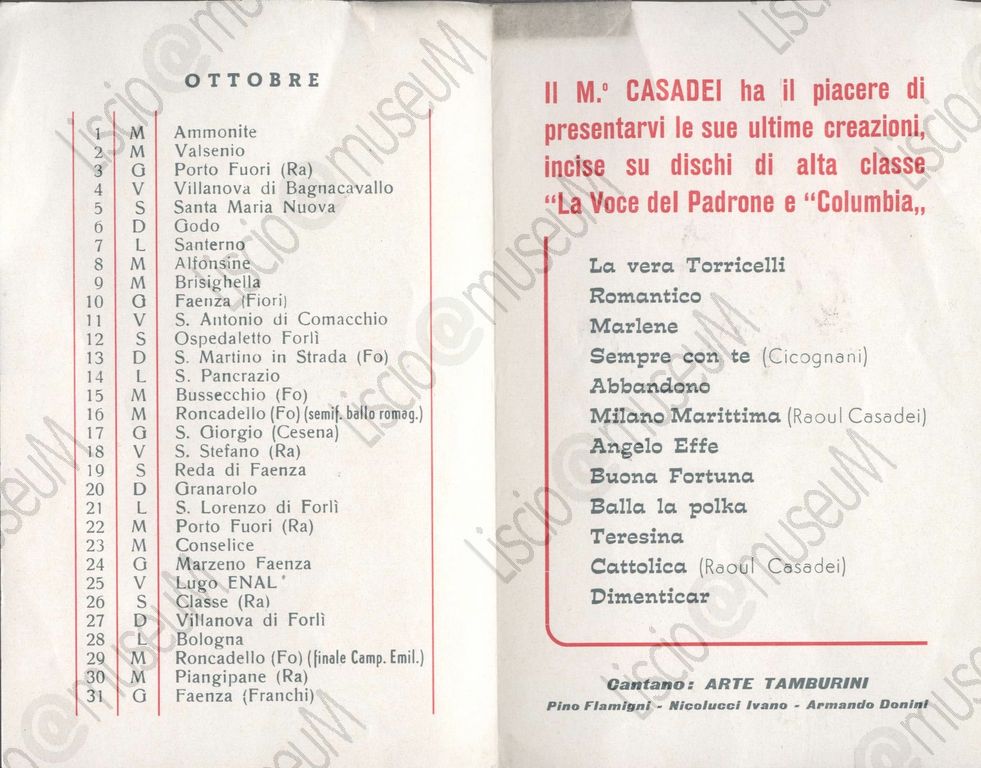 OTTOBRE
1 M Ammonite
2 M Valsenio
3 G Porto Fuori (Ra)
4 V Villanova di Bagnacavallo
5 S Santa Maria Nuova
6 D Godo
7 L Santerno
8 M Alfonsine
9 M Brisighella
10 G Faenza (Fiori)
11 V S. Antonio di Comacchio
12 S Ospedaletto Forlì
13 D S. Martino in Strada (Fo)
14 L S. Pancrazio
15 M Bussecchio (Fo)
16 M Roncadello (Fo) (semif. ballo romag.)
17 G S. Giorgio (Cesena)
18 V S. Stefano (Ra)
19 S Reda di Faenza
20 D Granarolo
21 L S. Lorenzo di Forlì
22 M Porto Fuori (Ra)
23 M Conselice
24 G Marzeno Faenza
25 V Lugo ENAL
26 S Classe (Ra)
27 D Villanova di Forlì
28 L Bologna
29 M Roncadello (Fo) (finale Camp. Emil.)
30 M Piangipane (Ra)
31 G Faenza (Franchi)
Il M.° CASADEI ha il piacere di
presentarvi le sue ultime creazioni,
incise su dischi di alta classe
"La Voce del Padrone e "Columbia„
La vera Torricelli
Romantico
Marlene
Sempre con te (Cicognani)
Abbandono
Milano Marittima (Raoul Casadei)
Angelo Effe
Buona Fortuna
Balla la polka
Teresina
Cattolica (Raoul Casadei)
Dimenticar
Cantano: ARTE TAMBURINI
Pino Flamigni - Nicolucci Ivano - Armando Donini
Liscio@museuM